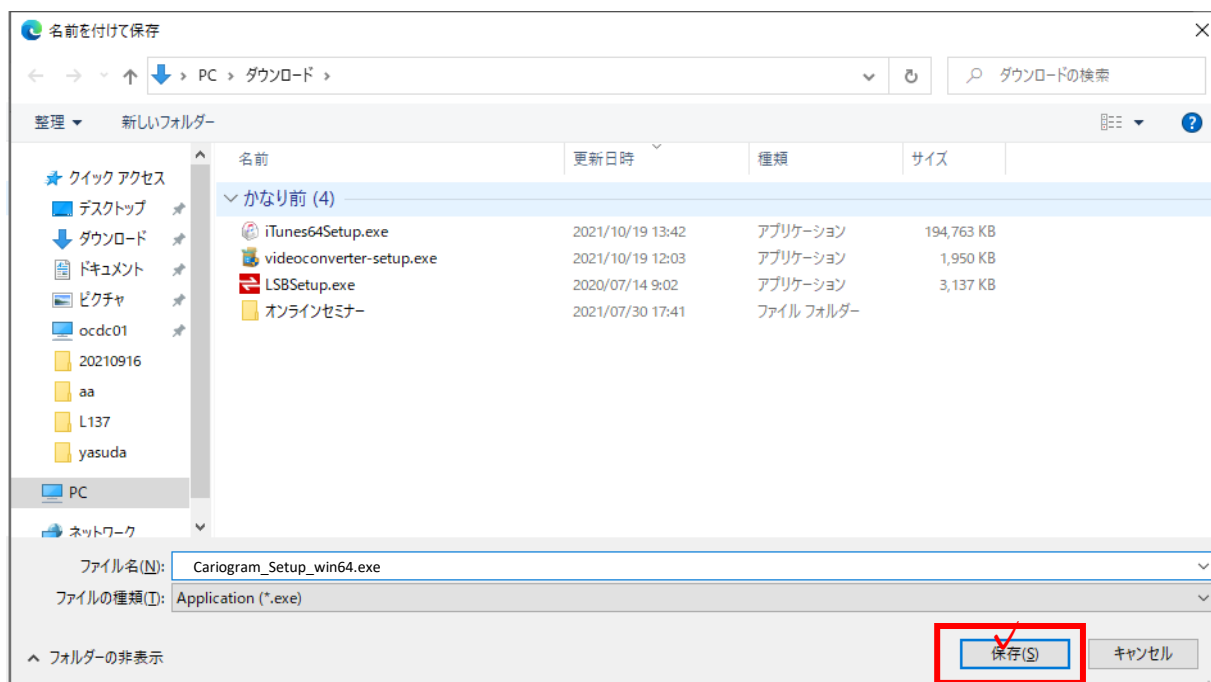 名前を付けて保存
PC › ダウンロード ›
ダウンロードの検索
整理
新しいフォルダー
クイック アクセス
デスクトップ
ダウンロード
ドキュメント
ピクチャ
ocdc01
20210916
aa
L137
yasuda
PC
ネットワーク
名前 更新日時 種類 サイズ
かなり前 (4)
iTunes64Setup.exe 2021/10/19 13:42 アプリケーション 194,763 KB
videoconverter-setup.exe 2021/10/19 12:03 アプリケーション 1,950 KB
LSBSetup.exe 2020/07/14 9:02 アプリケーション 3,137 KB
オンラインセミナー 2021/07/30 17:41 ファイル フォルダー
ファイル名(N): Cariogram_Setup_win64.exe
ファイルの種類(T): Application (*.exe)
フォルダーの非表示
保存(S)
キャンセル